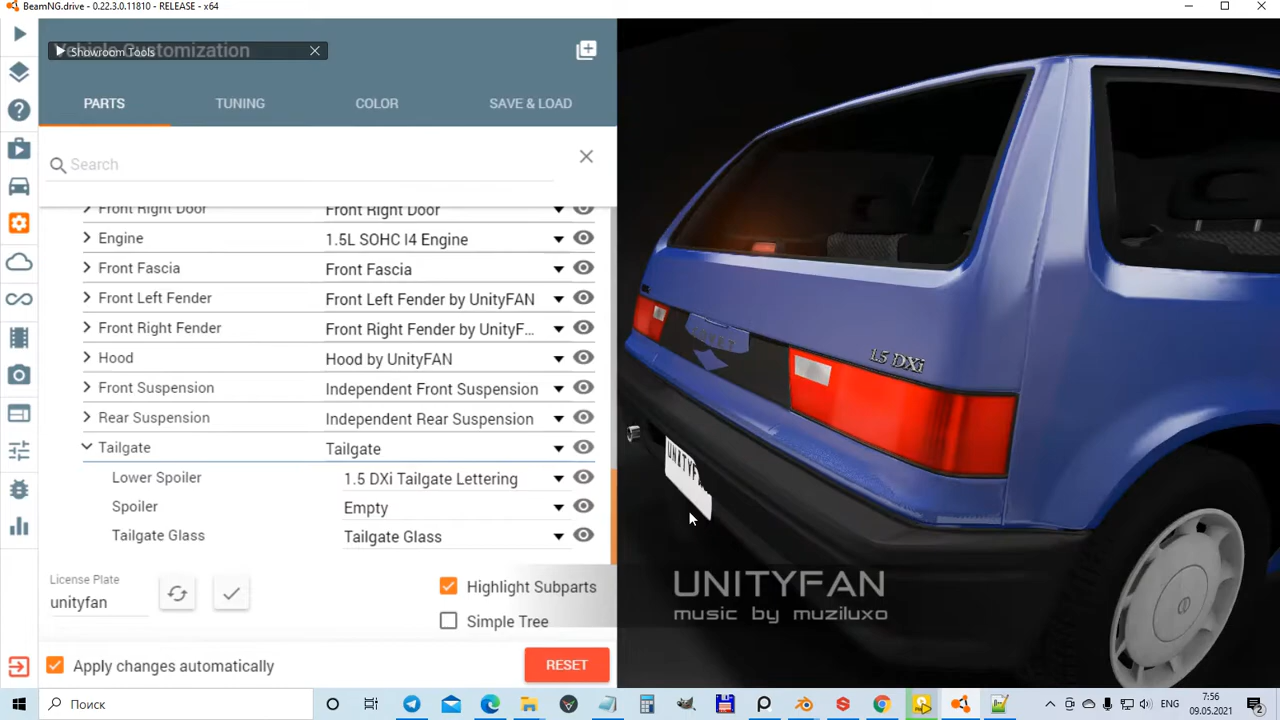 BeamNG.drive - 0.22.3.0.11810 - RELEASE - x64
Vehicle Customization
Showroom Tools
PARTS
TUNING
COLOR
SAVE & LOAD
Search
Front Right Door Front Right Door
Engine 1.5L SOHC I4 Engine
Front Fascia Front Fascia
Front Left Fender Front Left Fender by UnityFAN
Front Right Fender Front Right Fender by UnityF...
Hood Hood by UnityFAN
Front Suspension Independent Front Suspension
Rear Suspension Independent Rear Suspension
Tailgate Tailgate
Lower Spoiler 1.5 DXi Tailgate Lettering
Spoiler Empty
Tailgate Glass Tailgate Glass
License Plate
unityfan
Highlight Subparts
Simple Tree
Apply changes automatically
RESET
1.5 DXi
UNITYFAN
music by muziluxo
Поиск
ENG
7:56
09.05.2021
2